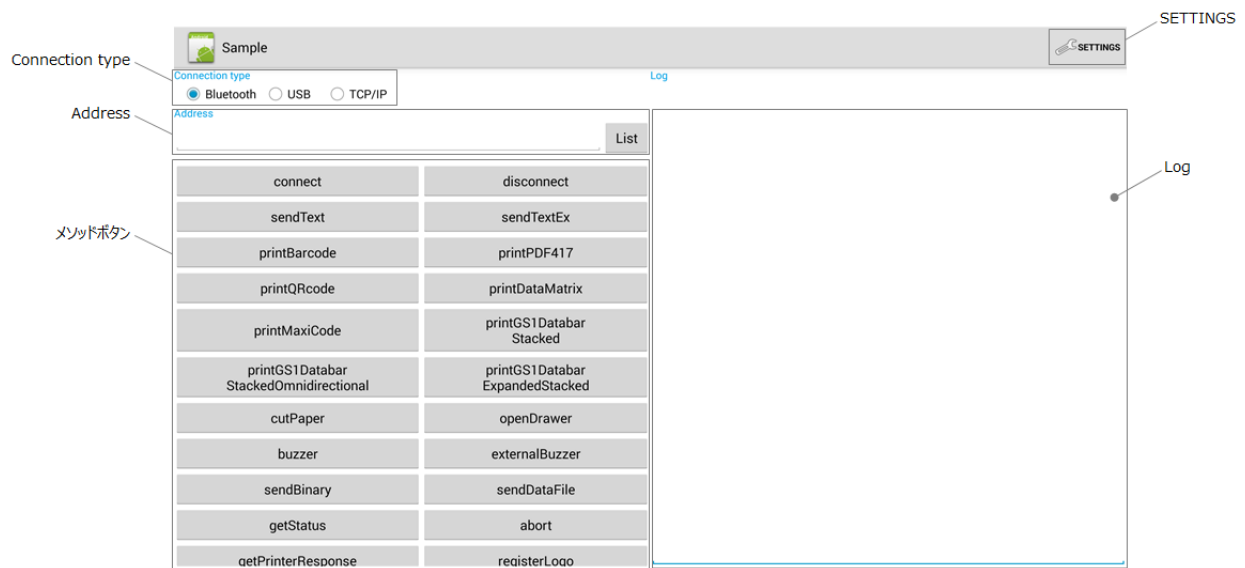 SETTINGS
Sample
SETTINGS
Connection type
Connection type
Log
Bluetooth USB TCP/IP
Address
Address
List
Log
connect disconnect
sendText sendTextEx
メソッドボタン
printBarcode printPDF417
printQRcode printDataMatrix
printMaxiCode
printGS1Databar
Stacked
printGS1Databar
StackedOmnidirectional
printGS1Databar
ExpandedStacked
cutPaper openDrawer
buzzer externalBuzzer
sendBinary sendDataFile
getStatus abort
getPrinterResponse registerLogo